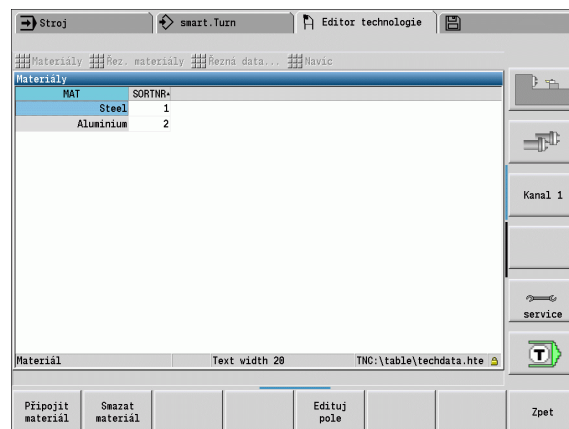 Stroj
smart.Turn
Editor technologie
Materiály
Řez. materiály
Řezná data...
Navíc
Materiály
MAT SORTNR
Steel 1
Aluminium 2
Kanal 1
service
T
Materiál Text width 20 TNC:\table\techdata.hte
Připojit
materiál
Smazat
materiál
Edituj
pole
Zpet